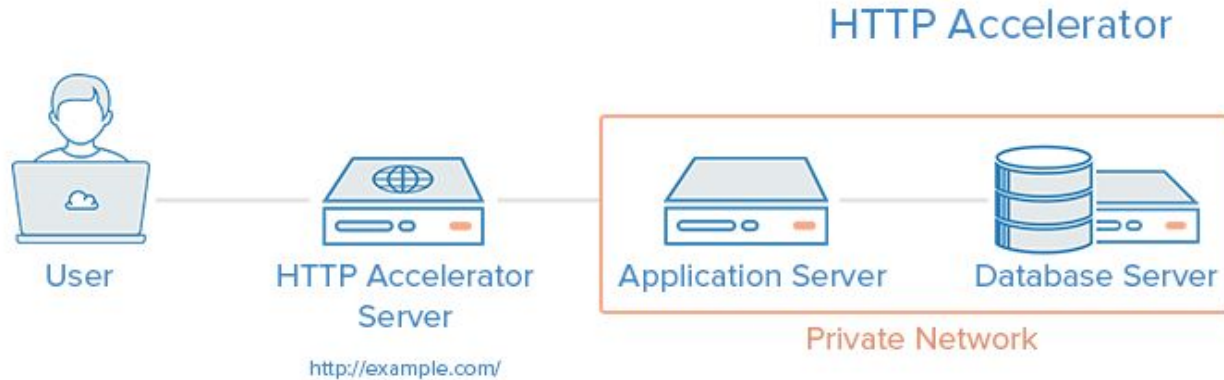 HTTP Accelerator
User
HTTP Accelerator
Server
http://example.com/
Application Server
Database Server
Private Network